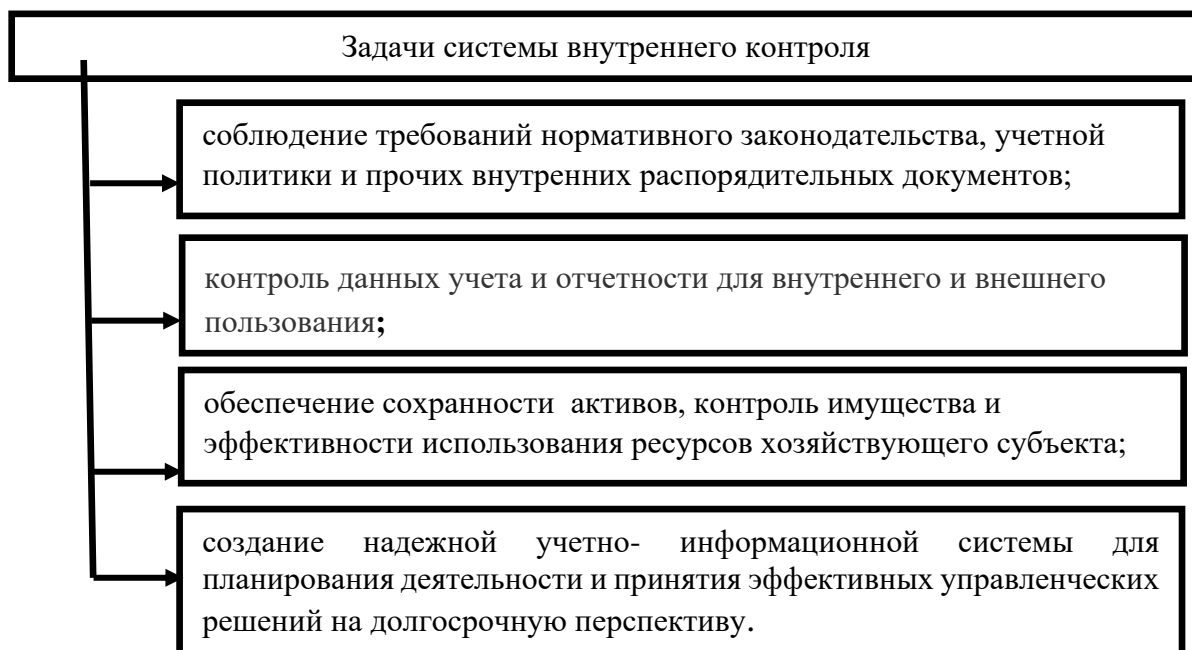 Задачи системы внутреннего контроля
соблюдение требований нормативного законодательства, учетной
политики и прочих внутренних распорядительных документов;
контроль данных учета и отчетности для внутреннего и внешнего
пользования;
обеспечение сохранности активов, контроль имущества и
эффективности использования ресурсов хозяйствующего субъекта;
создание надежной учетно- информационной системы для
планирования деятельности и принятия эффективных управленческих
решений на долгосрочную перспективу.